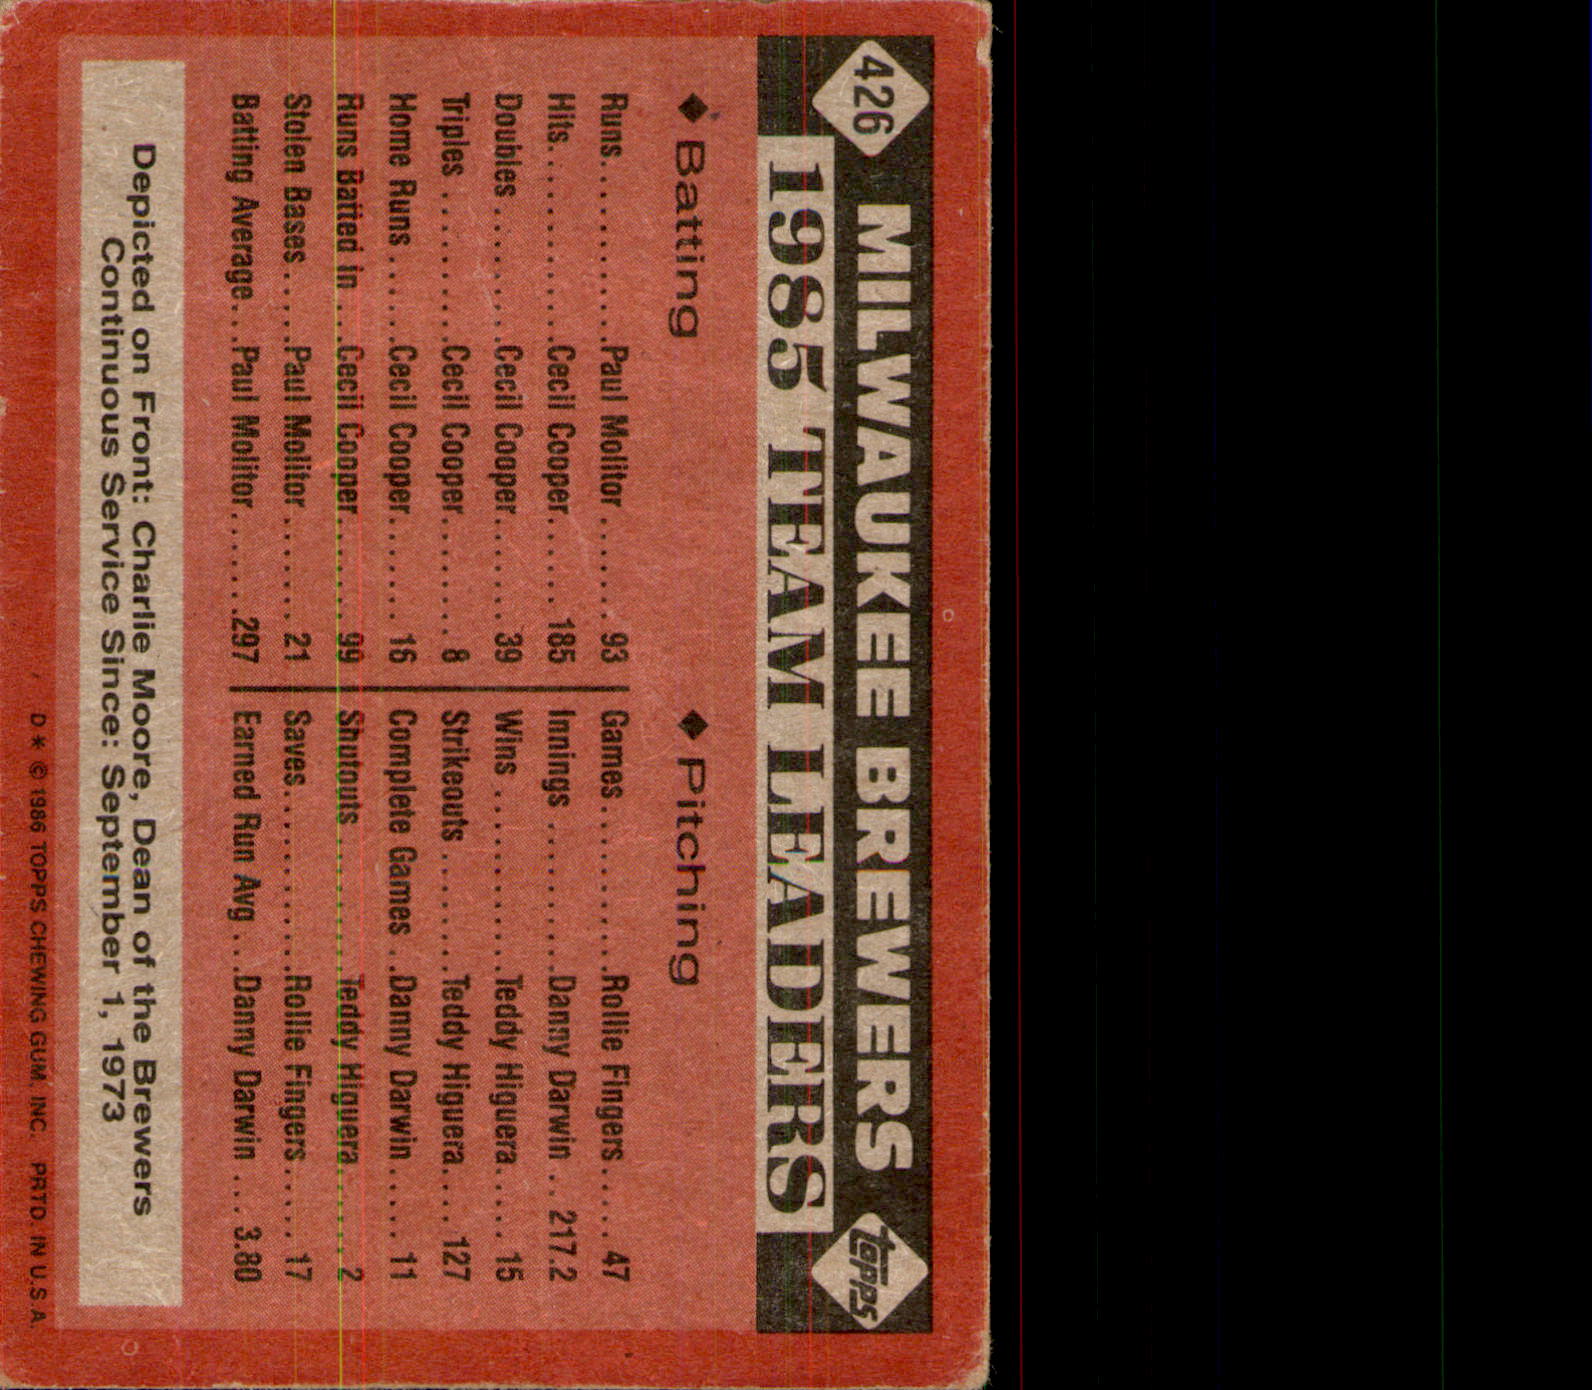 426
MILWAUKEE BREWERS
topps
1985 TEAM LEADERS
◆ Batting
Runs............Paul Molitor........ 93
Hits.............Cecil Cooper....... 185
Doubles..........Cecil Cooper........ 39
Triples ..........Cecil Cooper......... 8
Home Runs .......Cecil Cooper........ 16
Runs Batted In ....Cecil Cooper........ 99
Stolen Bases......Paul Molitor ........ 21
Batting Average...Paul Molitor........297
◆ Pitching
Games...........Rollie Fingers...... 47
Innings ..........Danny Darwin .. 217.2
Wins ............Teddy Higuera..... 15
Strikeouts ........Teddy Higuera.... 127
Complete Games ..Danny Darwin...... 11
Shutouts .........Teddy Higuera...... 2
Saves............Rollie Fingers..... 17
Earned Run Avg ...Danny Darwin ... 3.80
Depicted on Front: Charlie Moore, Dean of the Brewers
Continuous Service Since: September 1, 1973
D * © 1986 TOPPS CHEWING GUM, INC. PRTD. IN U.S.A.